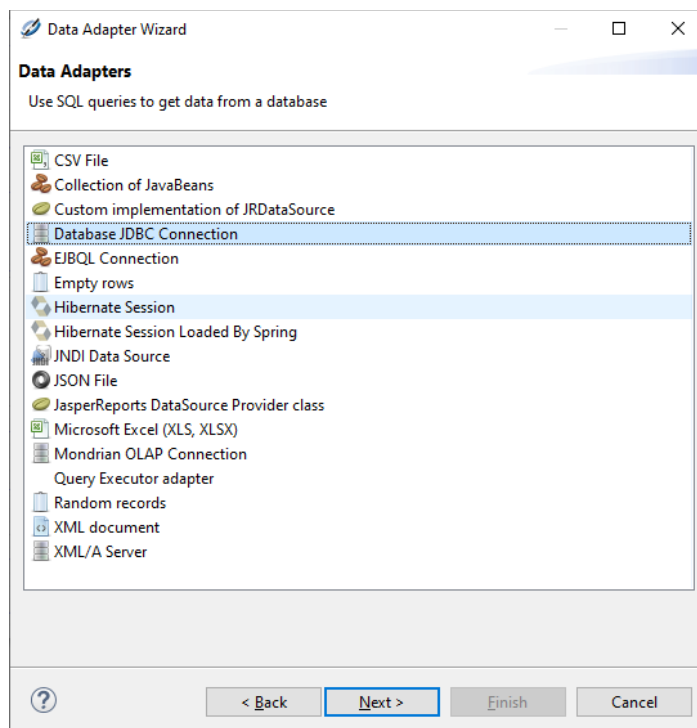 Data Adapter Wizard
Data Adapters
Use SQL queries to get data from a database
CSV File
Collection of JavaBeans
Custom implementation of JRDataSource
Database JDBC Connection
EJBQL Connection
Empty rows
Hibernate Session
Hibernate Session Loaded By Spring
JNDI Data Source
JSON File
JasperReports DataSource Provider class
Microsoft Excel (XLS, XLSX)
Mondrian OLAP Connection
Query Executor adapter
Random records
XML document
XML/A Server
? < Back Next > Finish Cancel